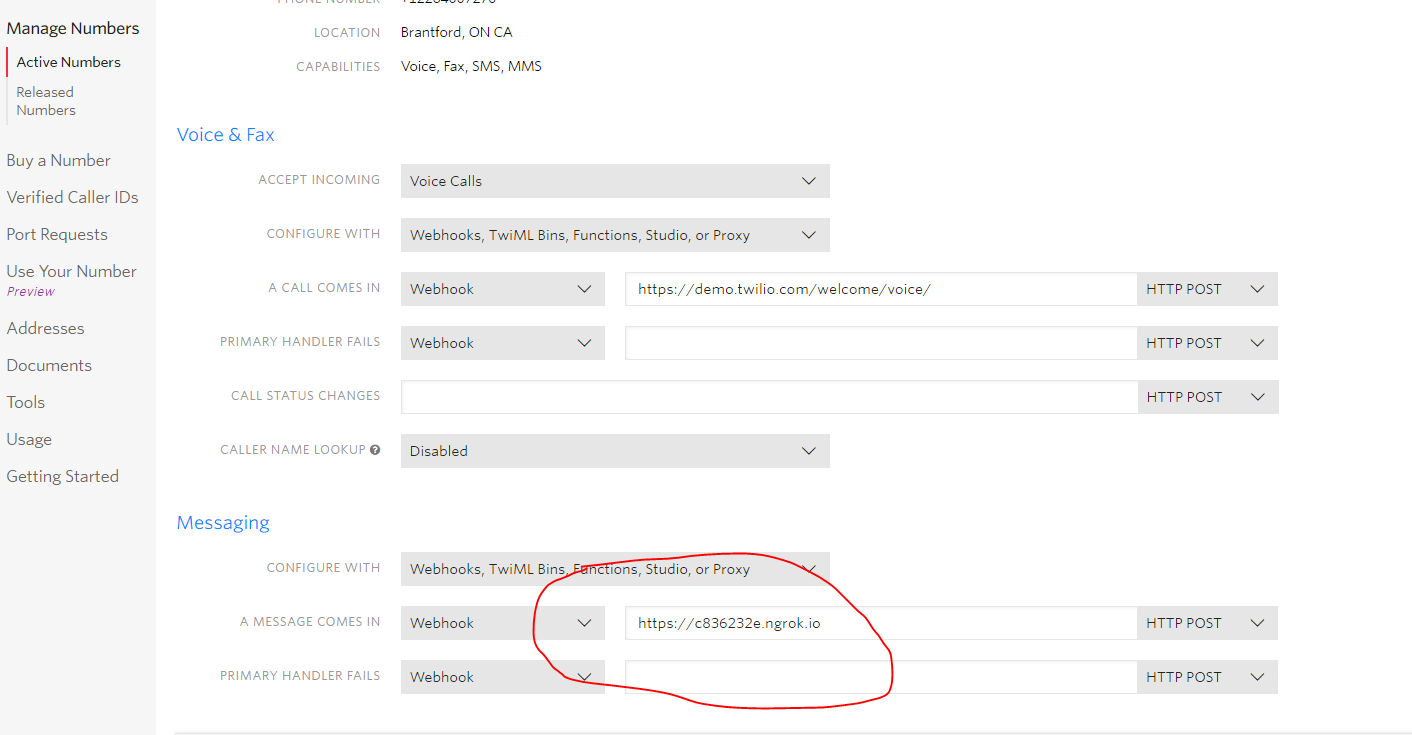 Manage Numbers
Active Numbers
Released
Numbers
Buy a Number
Verified Caller IDs
Port Requests
Use Your Number
Preview
Addresses
Documents
Tools
Usage
Getting Started
LOCATION Brantford, ON CA
CAPABILITIES Voice, Fax, SMS, MMS
Voice & Fax
ACCEPT INCOMING Voice Calls
CONFIGURE WITH Webhooks, TwiML Bins, Functions, Studio, or Proxy
A CALL COMES IN Webhook https://demo.twilio.com/welcome/voice/ HTTP POST
PRIMARY HANDLER FAILS Webhook HTTP POST
CALL STATUS CHANGES HTTP POST
CALLER NAME LOOKUP ? Disabled
Messaging
CONFIGURE WITH Webhooks, TwiML Bins, Functions, Studio, or Proxy
A MESSAGE COMES IN Webhook https://c836232e.ngrok.io HTTP POST
PRIMARY HANDLER FAILS Webhook HTTP POST